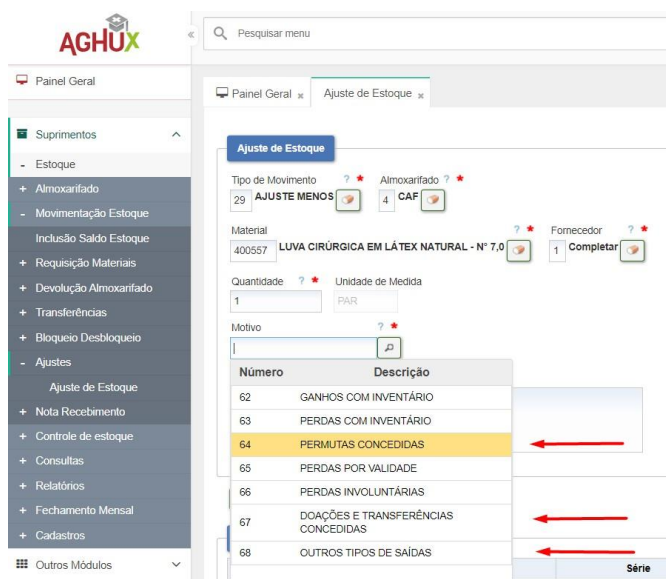 AGHUX
«
Pesquisar menu
Painel Geral
Painel Geral x
Ajuste de Estoque x
Suprimentos
- Estoque
+ Almoxarifado
- Movimentação Estoque
Inclusão Saldo Estoque
+ Requisição Materiais
+ Devolução Almoxarifado
+ Transferências
+ Bloqueio Desbloqueio
- Ajustes
Ajuste de Estoque
+ Nota Recebimento
+ Controle de estoque
+ Consultas
+ Relatórios
+ Fechamento Mensal
+ Cadastros
Outros Módulos
Ajuste de Estoque
Tipo de Movimento ? * Almoxarifado ? *
29 AJUSTE MENOS 4 CAF
Material ? * Fornecedor ? *
400557 LUVA CIRÚRGICA EM LÁTEX NATURAL - N° 7,0 1 Completar
Quantidade ? * Unidade de Medida
1 PAR
Motivo ? *
Número Descrição
62 GANHOS COM INVENTÁRIO
63 PERDAS COM INVENTÁRIO
64 PERMUTAS CONCEDIDAS
65 PERDAS POR VALIDADE
66 PERDAS INVOLUNTÁRIAS
67 DOAÇÕES E TRANSFERÊNCIAS
CONCEDIDAS
68 OUTROS TIPOS DE SAÍDAS
Série